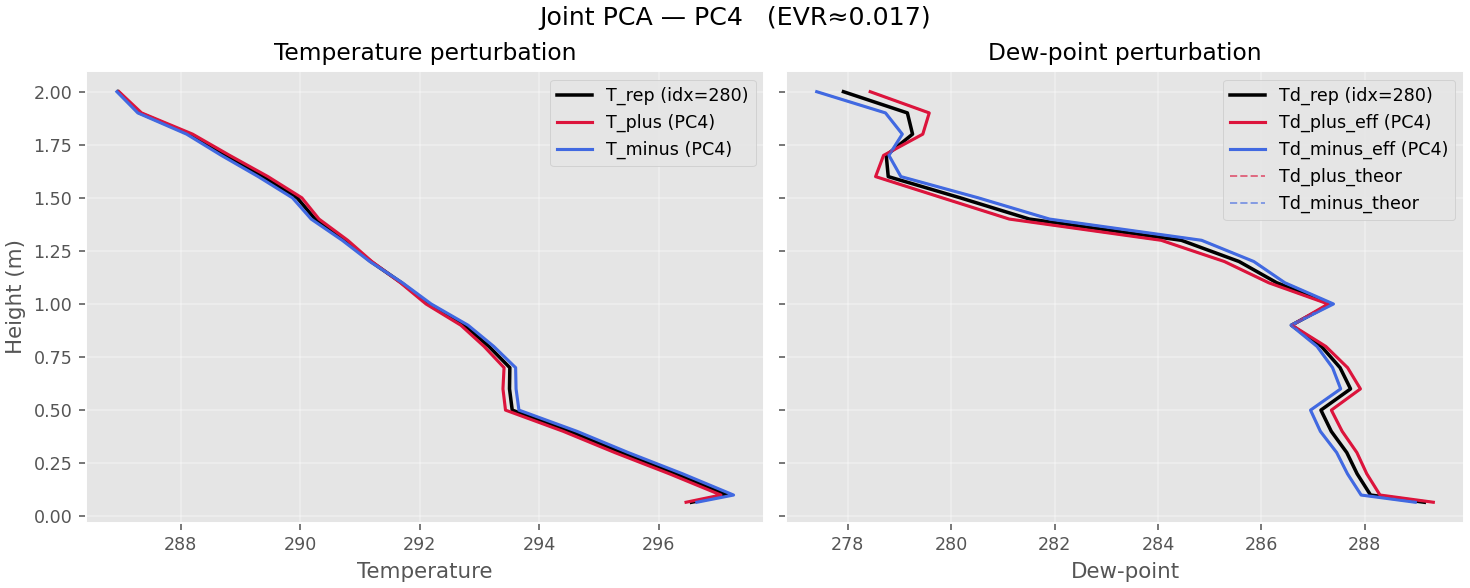 Joint PCA — PC4   (EVR≈0.017)
Temperature perturbation
Dew-point perturbation
T_rep (idx=280)
T_plus (PC4)
T_minus (PC4)
Td_rep (idx=280)
Td_plus_eff (PC4)
Td_minus_eff (PC4)
Td_plus_theor
Td_minus_theor
Height (m)
2.00
1.75
1.50
1.25
1.00
0.75
0.50
0.25
0.00
288 290 292 294 296
278 280 282 284 286 288
Temperature
Dew-point